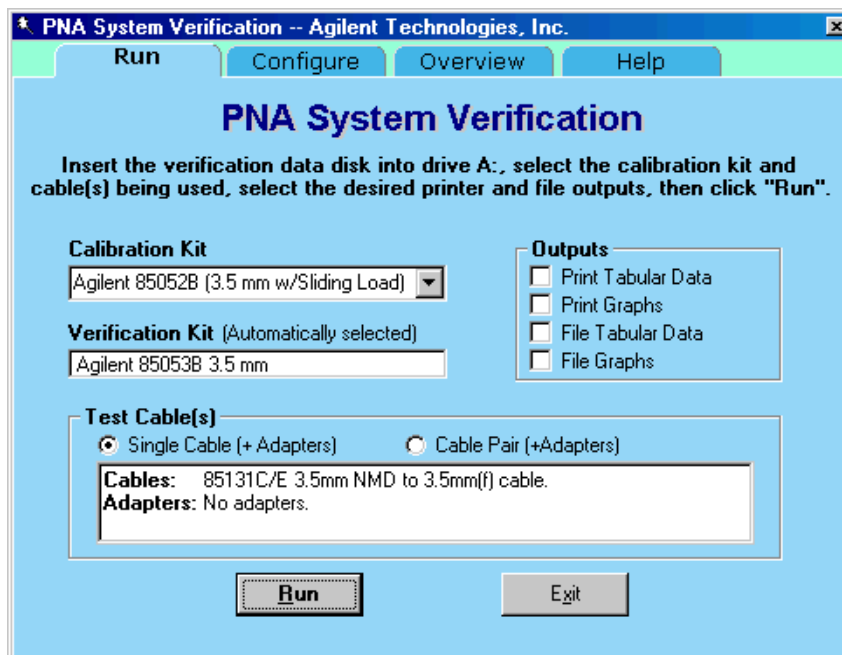 PNA System Verification -- Agilent Technologies, Inc.
Run
Configure
Overview
Help
PNA System Verification
Insert the verification data disk into drive A:, select the calibration kit and
cable(s) being used, select the desired printer and file outputs, then click "Run".
Calibration Kit
Agilent 85052B (3.5 mm w/Sliding Load)
Verification Kit (Automatically selected)
Agilent 85053B 3.5 mm
Outputs
Print Tabular Data
Print Graphs
File Tabular Data
File Graphs
Test Cable(s)
Single Cable (+ Adapters)
Cable Pair (+Adapters)
Cables: 85131C/E 3.5mm NMD to 3.5mm(f) cable.
Adapters: No adapters.
Run
Exit